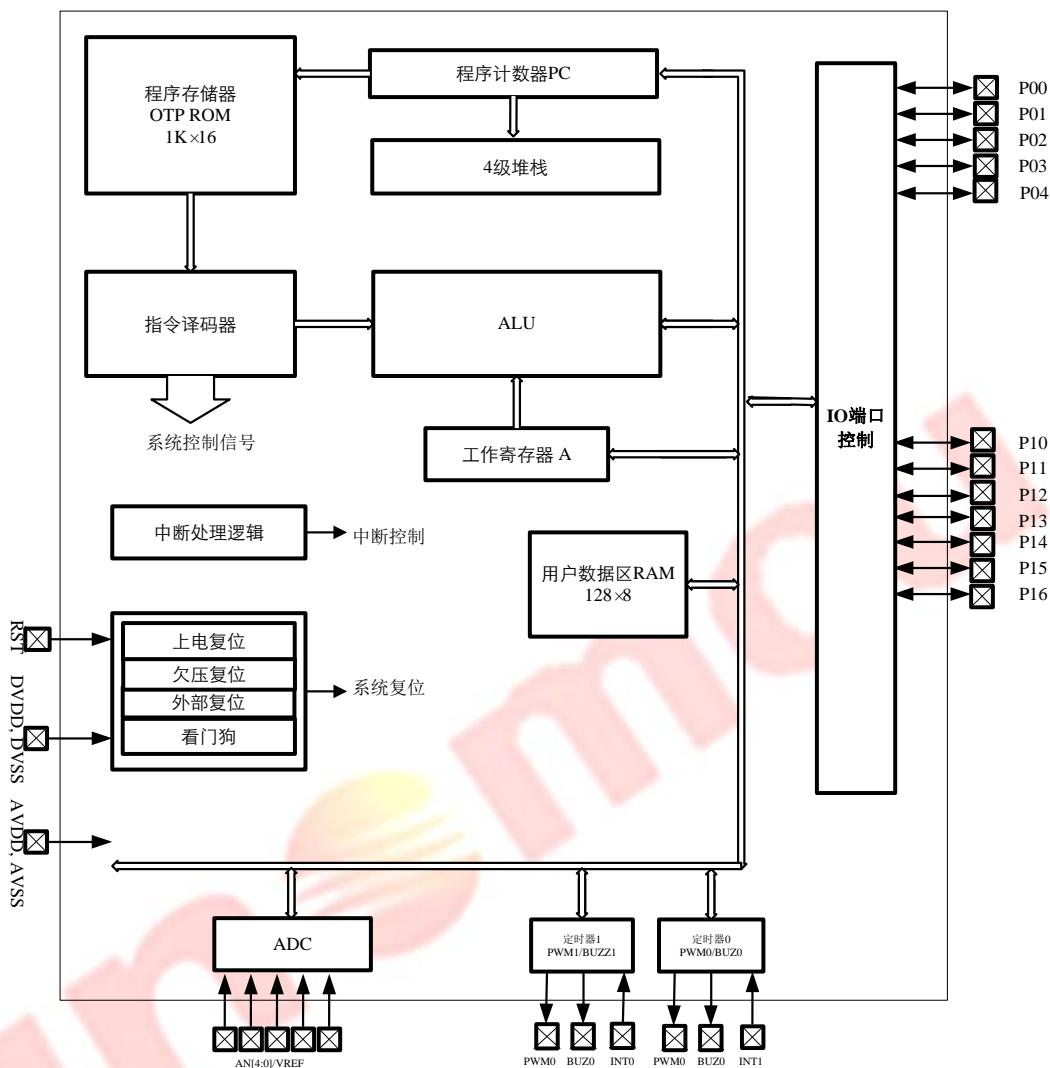 程序存储器
OTP ROM
1K×16
程序计数器PC
4级堆栈
指令译码器
ALU
系统控制信号
工作寄存器 A
中断处理逻辑
中断控制
用户数据区RAM
128×8
上电复位
欠压复位
外部复位
看门狗
系统复位
RST
DVDD, DVSS
AVDD, AVSS
IO端口
控制
P00
P01
P02
P03
P04
P10
P11
P12
P13
P14
P15
P16
ADC
定时器1
PWM1/BUZZ1
定时器0
PWM0/BUZ0
AN[4:0]/VREF
PWM0
BUZ0
INT0
PWM0
BUZ0
INT1